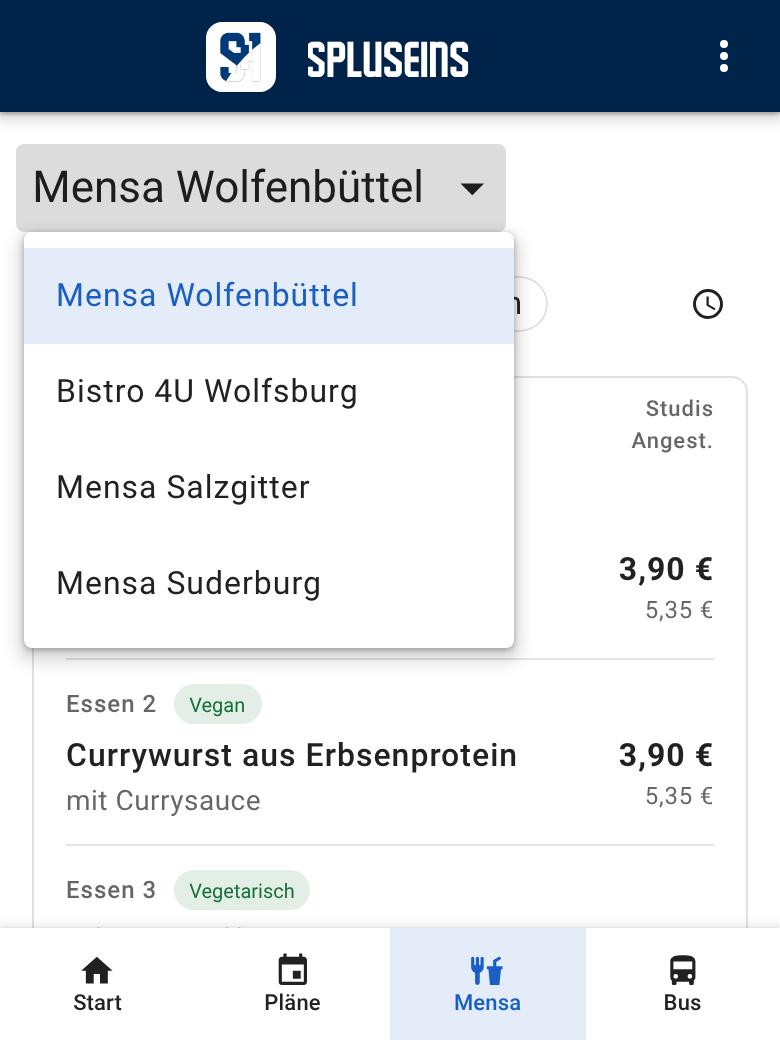 SPLUSEINS
Mensa Wolfenbüttel
Mensa Wolfenbüttel
Bistro 4U Wolfsburg
Mensa Salzgitter
Mensa Suderburg
Studis
Angest.
3,90 €
5,35 €
Essen 2 Vegan
Currywurst aus Erbsenprotein 3,90 €
mit Currysauce 5,35 €
Essen 3 Vegetarisch
Start Pläne Mensa Bus